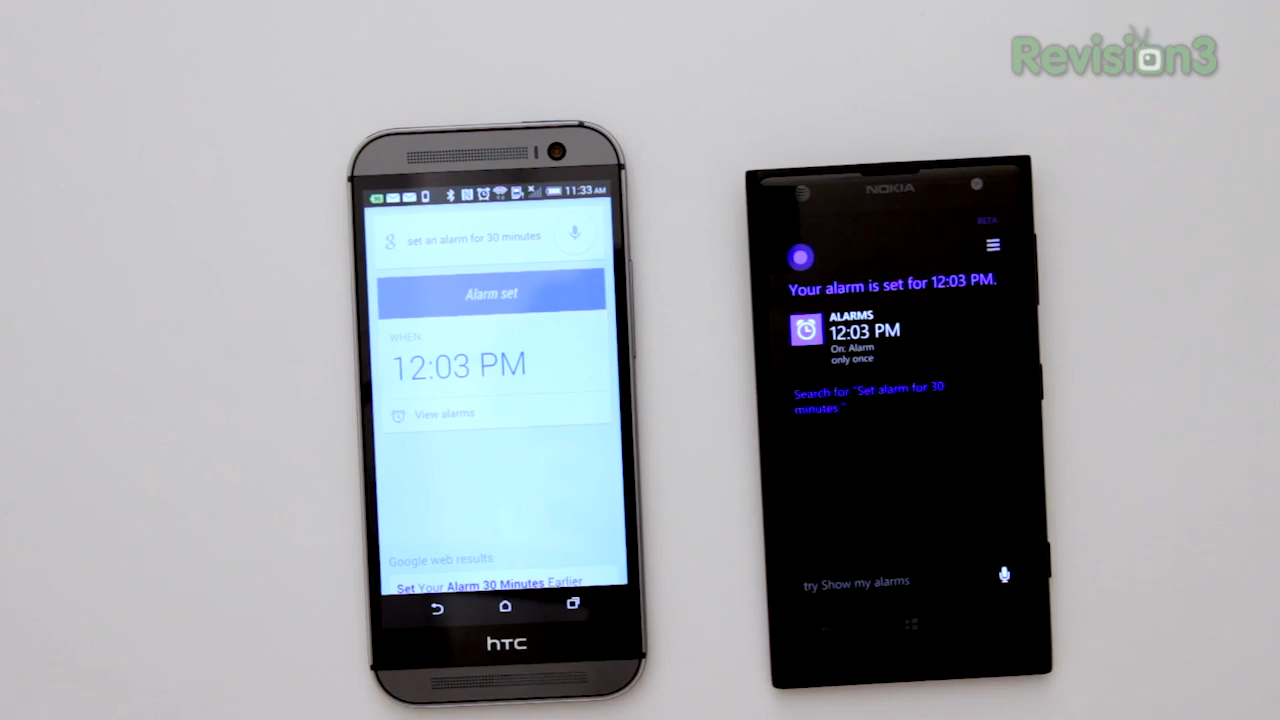 Revision3
11:33 AM
set an alarm for 30 minutes
Alarm set
WHEN:
12:03 PM
View alarms
Google web results
Set Your Alarm 30 Minutes Earlier
hTC
NOKIA
BETA
Your alarm is set for 12:03 PM.
ALARMS
12:03 PM
On: Alarm
only once
Search for "Set alarm for 30
minutes."
try Show my alarms